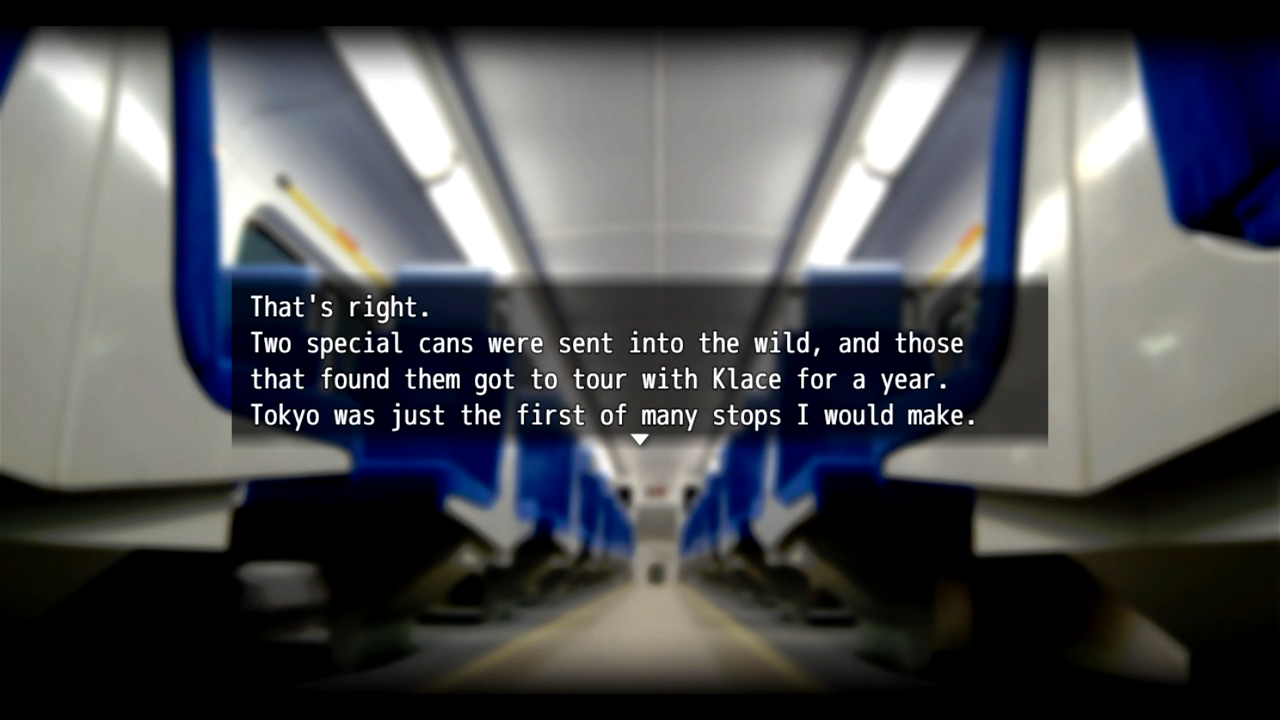 That's right.
Two special cans were sent into the wild, and those
that found them got to tour with Klace for a year.
Tokyo was just the first of many stops I would make.